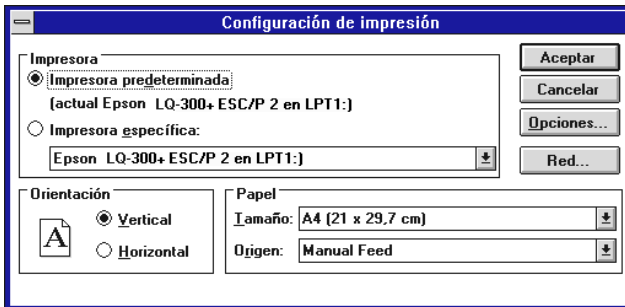 Configuración de impresión
Impresora
Impresora predeterminada
(actual Epson LQ-300+ ESC/P 2 en LPT1:)
Impresora específica:
Epson LQ-300+ ESC/P 2 en LPT1:)
Aceptar
Cancelar
Opciones...
Red...
Orientación
A
Vertical
Horizontal
Papel
Tamaño: A4 (21 x 29,7 cm)
Origen: Manual Feed